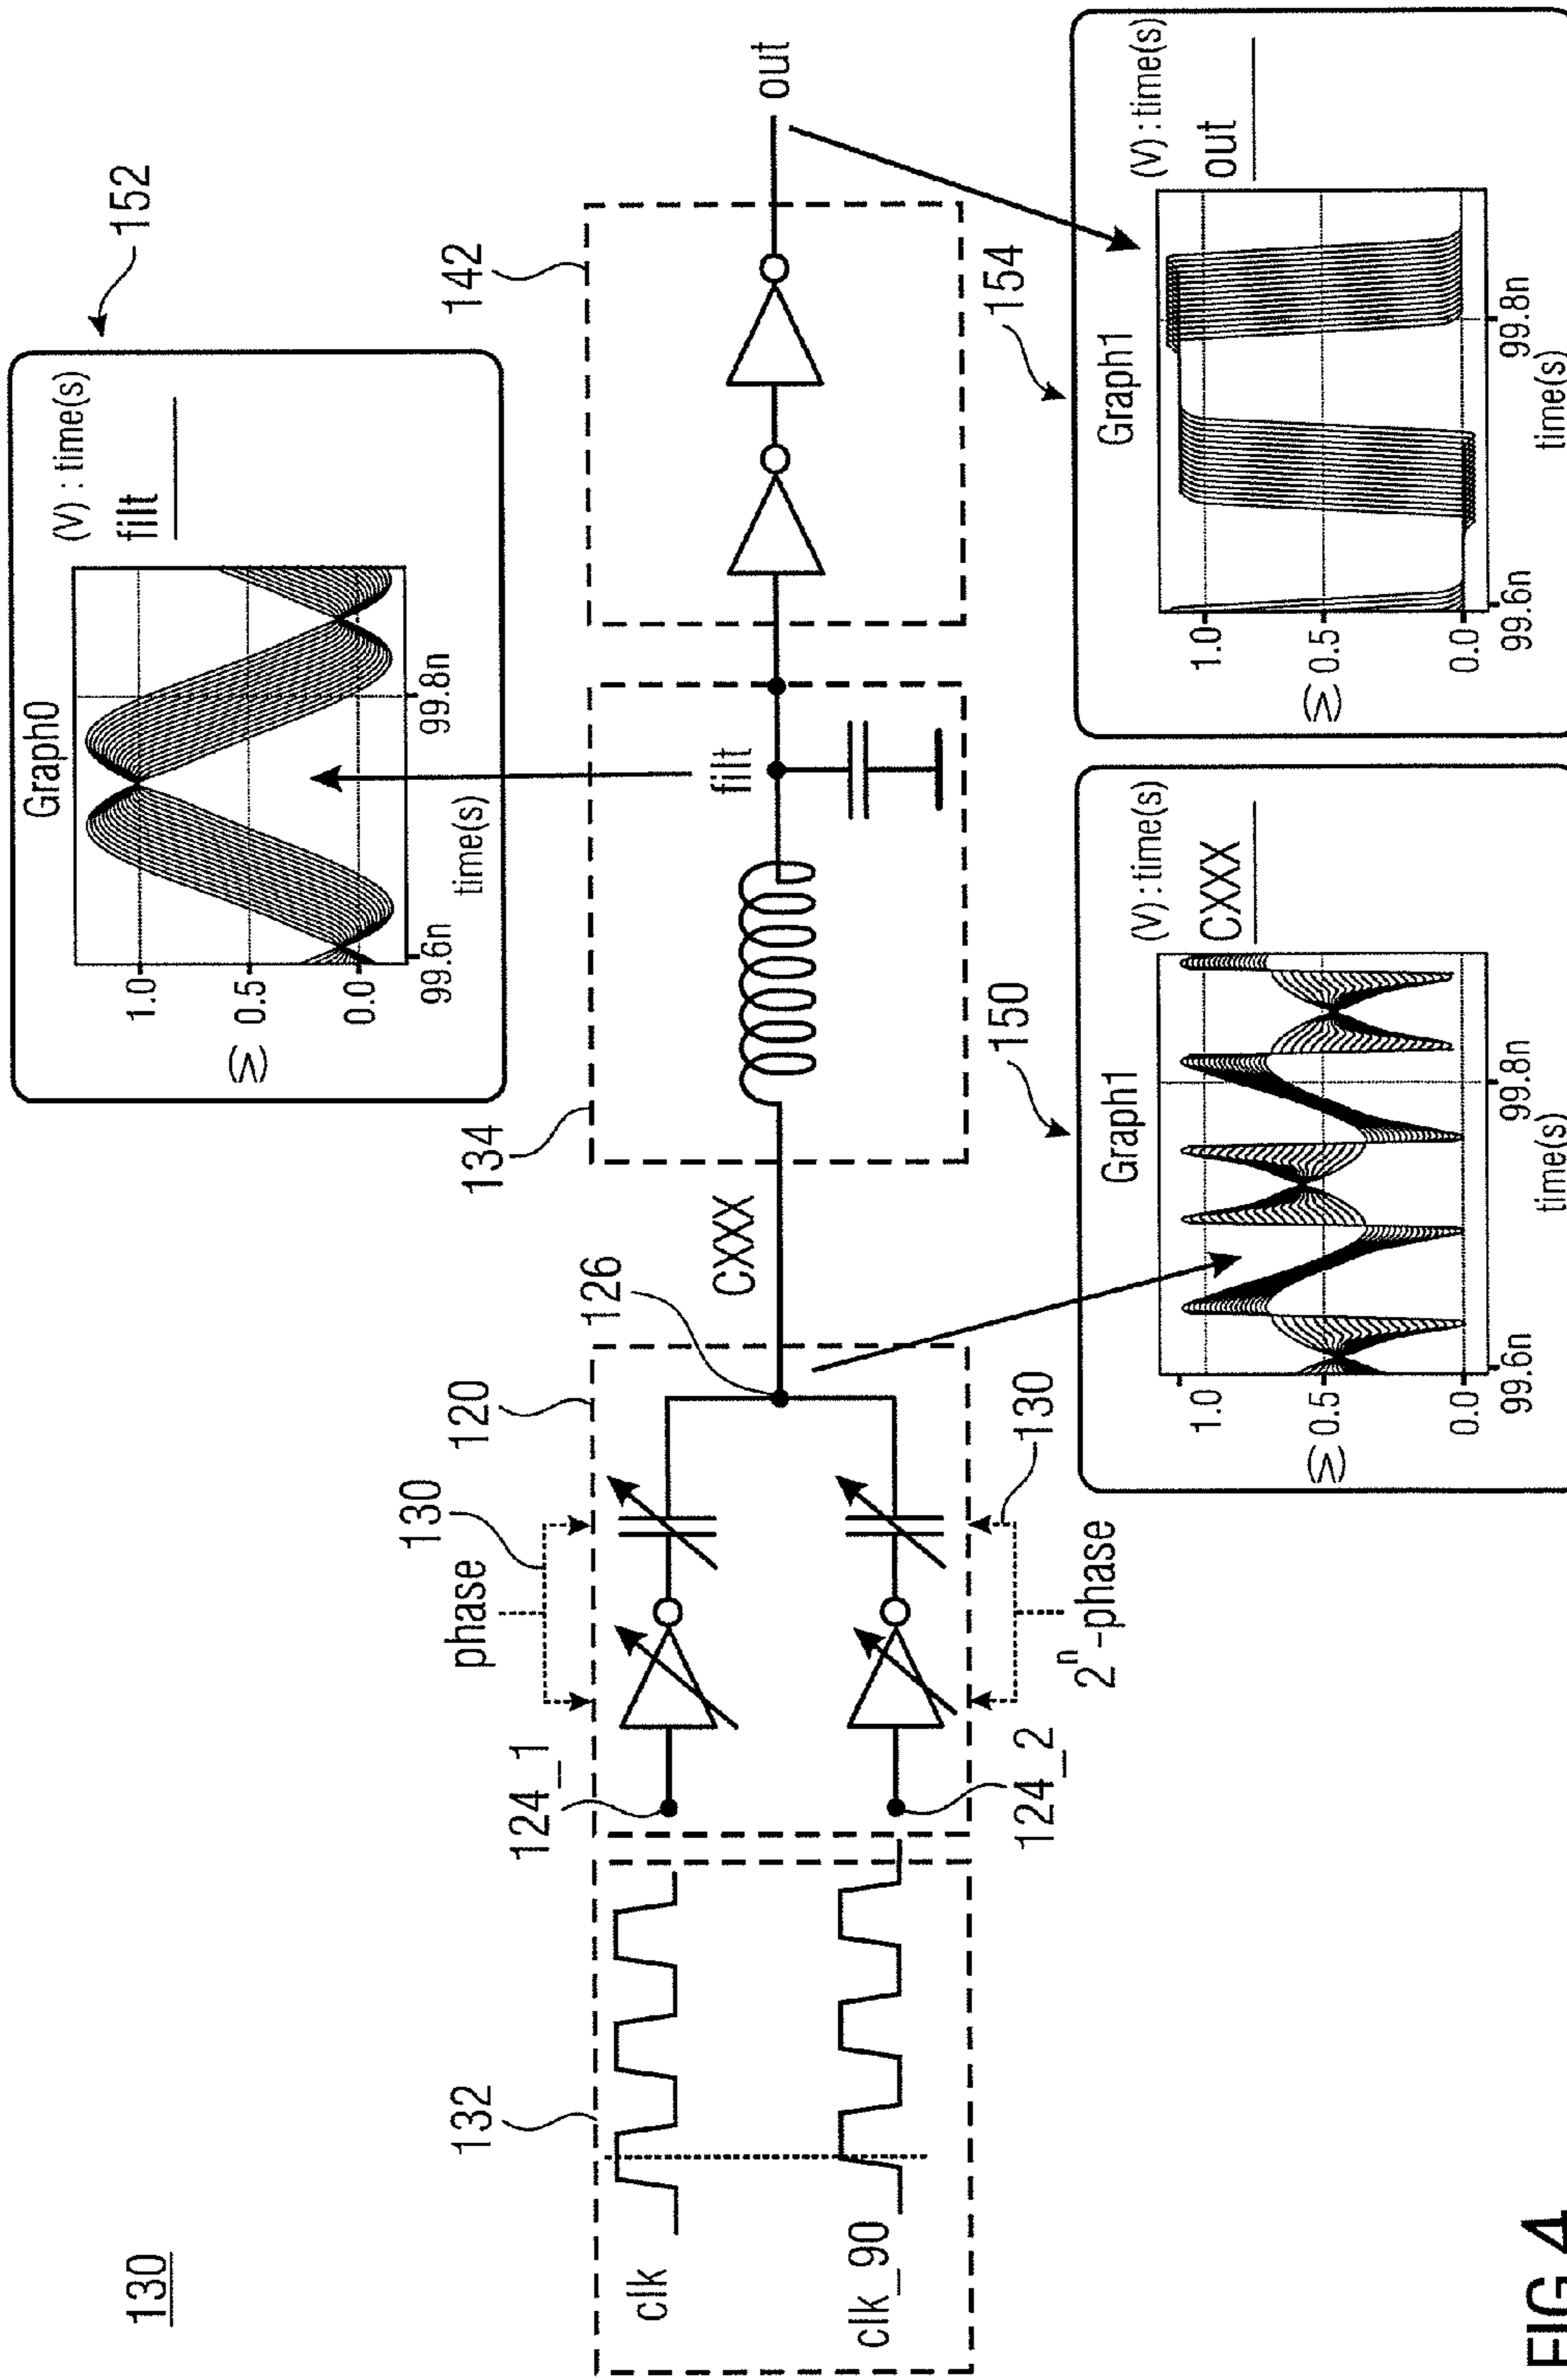 130
152
Graph0
(V) : time(s)
filt
1.0
(V) 0.5
0.0
99.6n
99.8n
time(s)
132
clk
clk_90
124_1
124_2
phase
130
120
126
2ⁿ-phase
130
CXXX
134
filt
142
out
150
Graph1
(V) : time(s)
CXXX
1.0
(V) 0.5
0.0
99.6n
99.8n
time(s)
154
Graph1
(V) : time(s)
out
1.0
(V) 0.5
0.0
99.6n
99.8n
time(s)
FIG 4